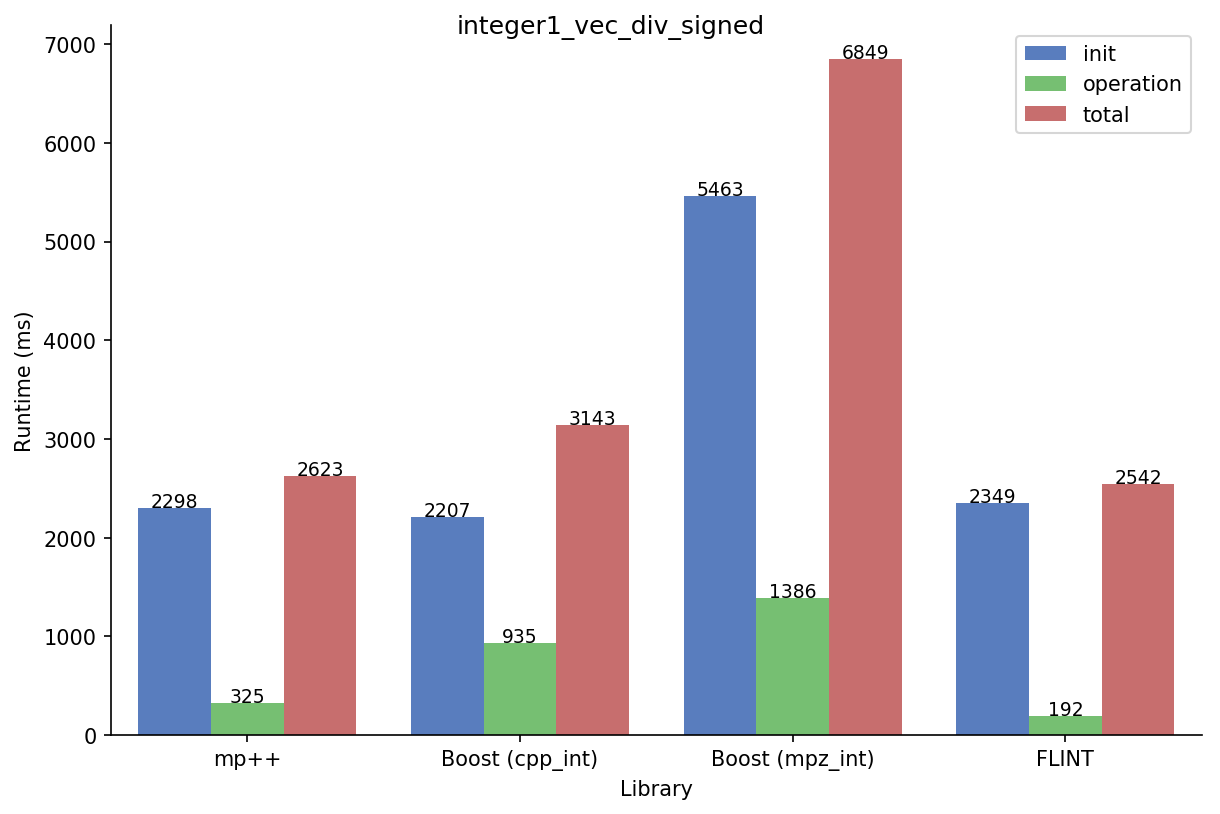 integer1_vec_div_signed
init
operation
total
Runtime (ms)
7000
6000
5000
4000
3000
2000
1000
0
2298
325
2623
2207
935
3143
5463
1386
6849
2349
192
2542
mp++
Boost (cpp_int)
Boost (mpz_int)
FLINT
Library